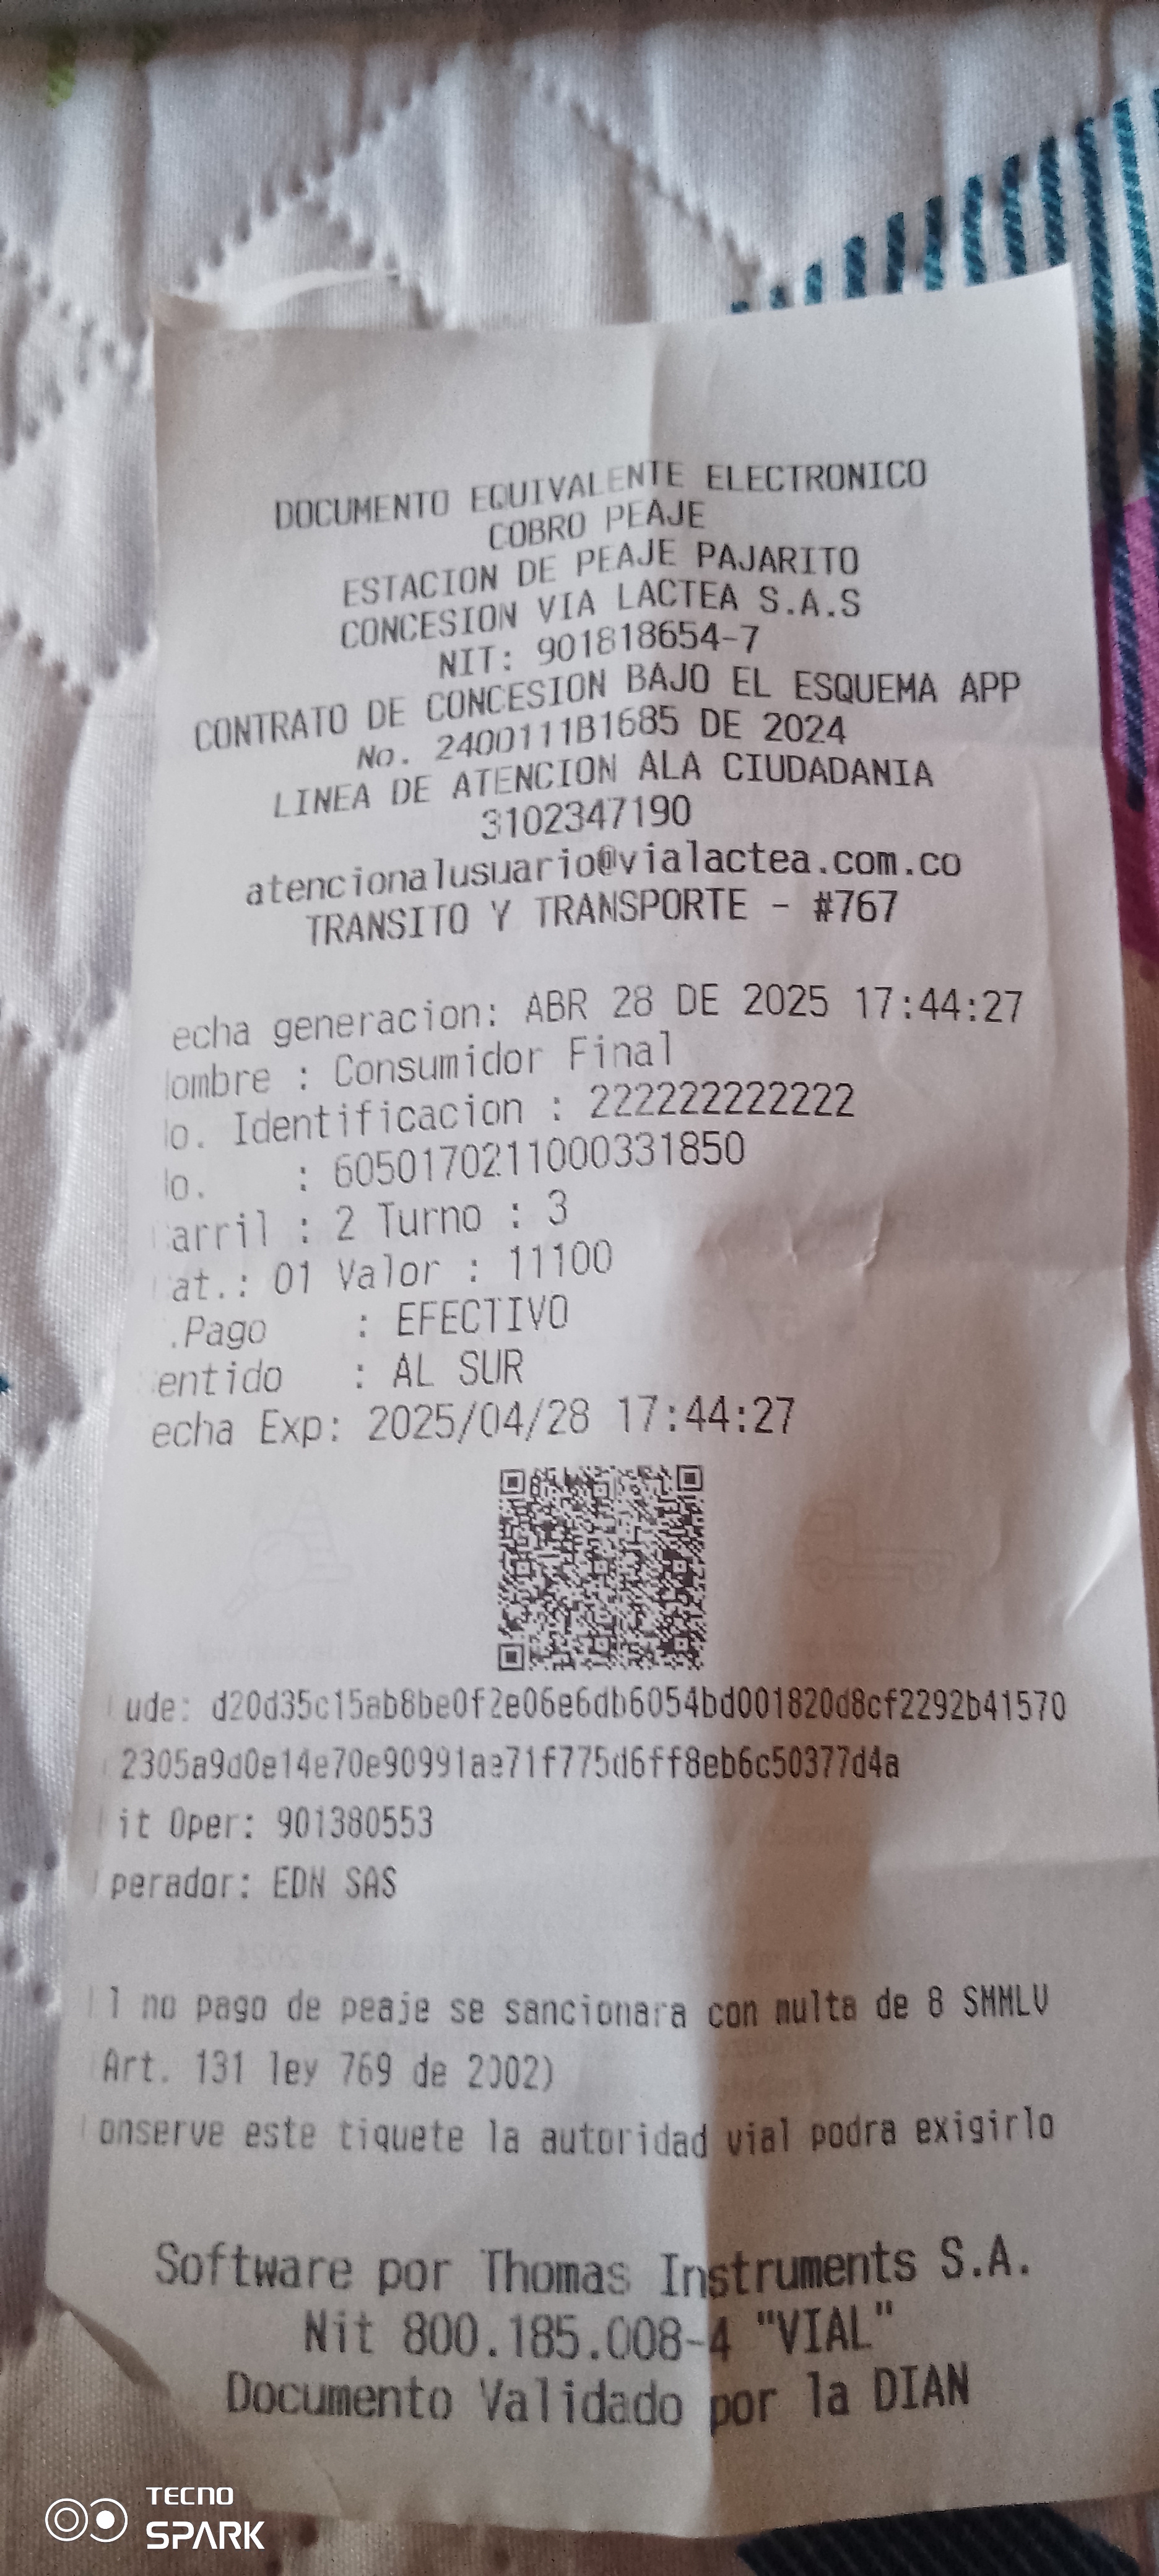 DOCUMENTO EQUIVALENTE ELECTRONICO
COBRO PEAJE
ESTACION DE PEAJE PAJARITO
CONCESION VIA LACTEA S.A.S
NIT: 901818654-7
CONTRATO DE CONCESION BAJO EL ESQUEMA APP
No. 2400111B1685 DE 2024
LINEA DE ATENCION ALA CIUDADANIA
3102347190
atencionalusuario@vialactea.com.co
TRANSITO Y TRANSPORTE - #767
echa generacion: ABR 28 DE 2025 17:44:27
ombre : Consumidor Final
o. Identificacion : 222222222222
o. : 6050170211000331850
arril : 2 Turno : 3
at.: 01 Valor : 11100
.Pago : EFECTIVO
entido : AL SUR
echa Exp: 2025/04/28 17:44:27
ude: d20d35c15ab8be0f2e06e6db6054bd001820d8cf2292b41570
2305a9d0e14e70e90991ae71f775d6ff8eb6c50377d4a
it Oper: 901380553
perador: EDN SAS
l no pago de peaje se sancionara con multa de 8 SMMLV
Art. 131 ley 769 de 2002)
onserve este tiquete la autoridad vial podra exigirlo
Software por Thomas Instruments S.A.
Nit 800.185.008-4 "VIAL"
Documento Validado por la DIAN
TECNO
SPARK